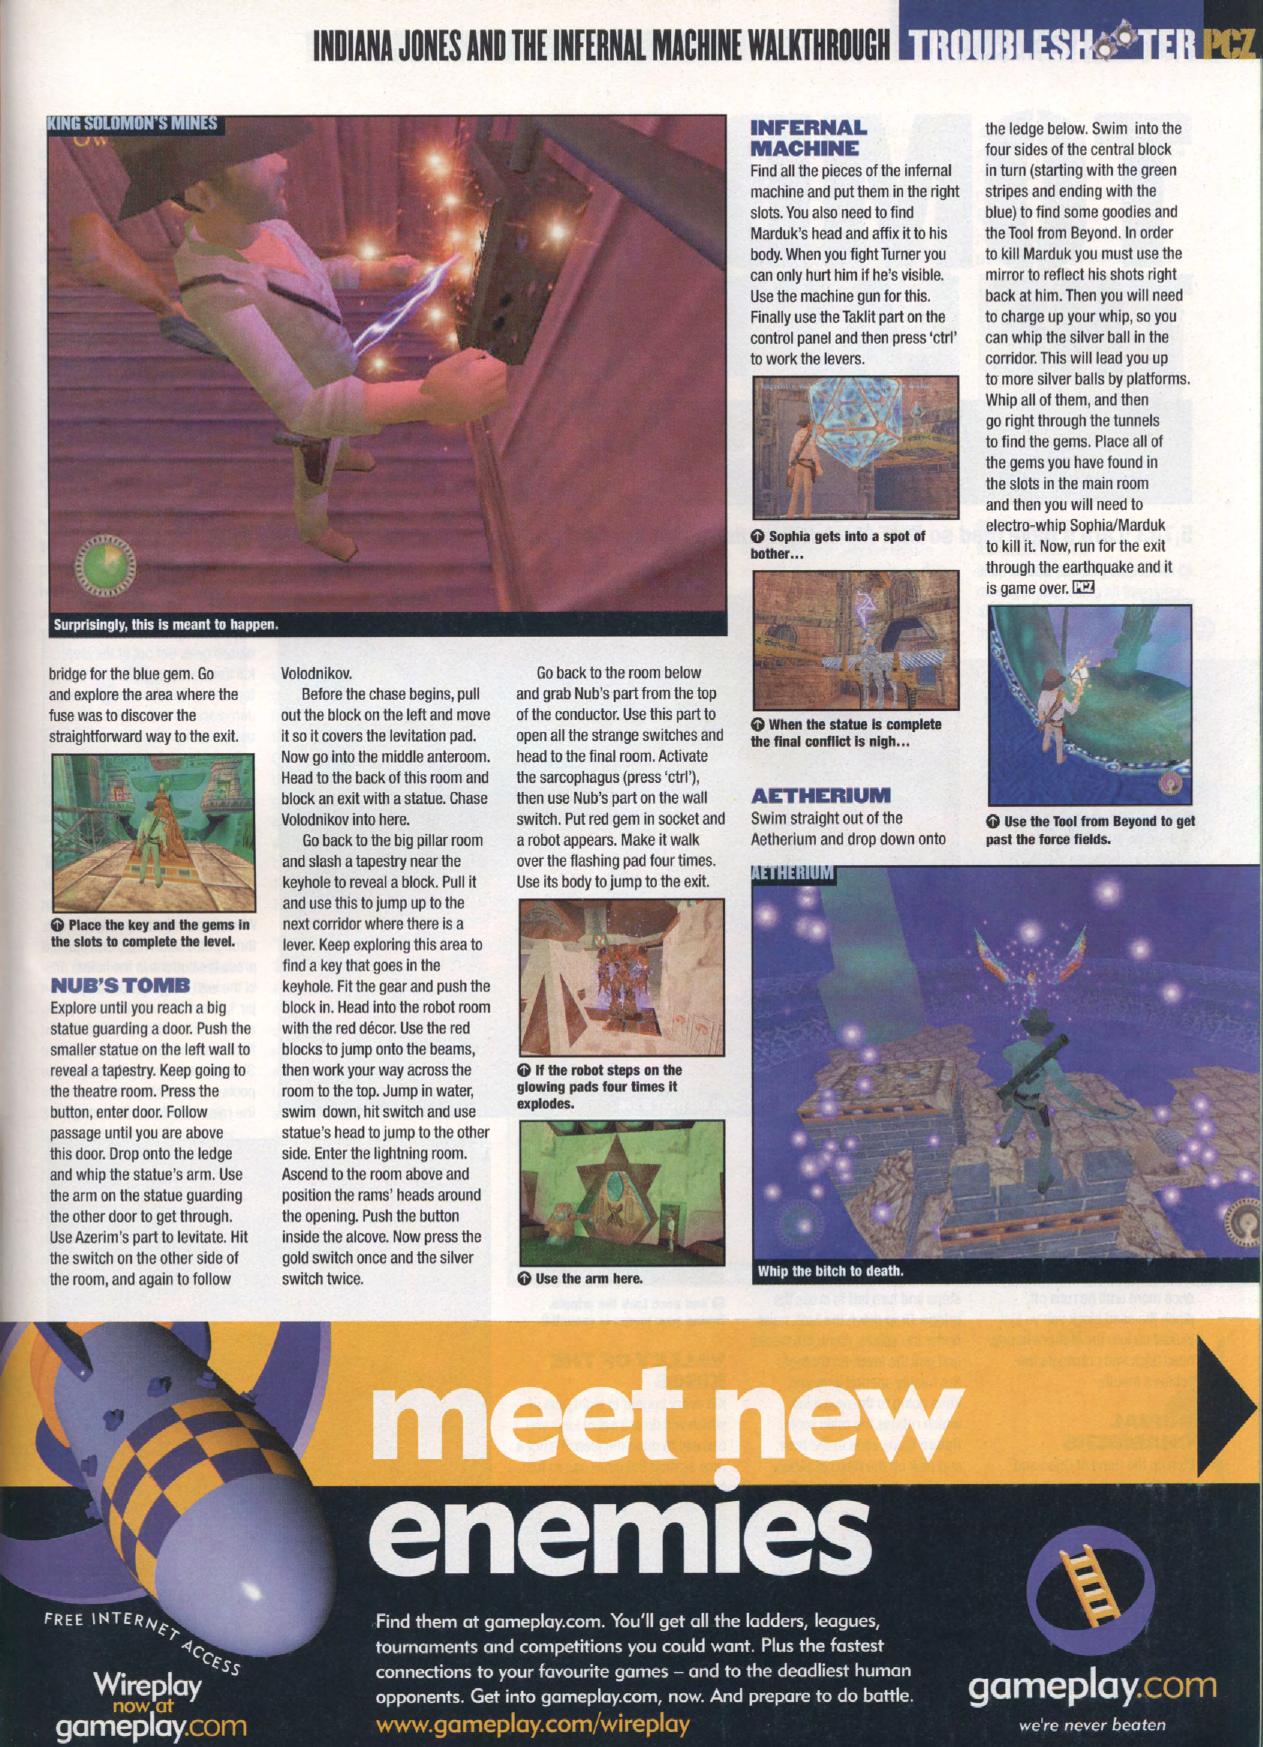 INDIANA JONES AND THE INFERNAL MACHINE WALKTHROUGH TROUBLESHOOTER PCZ
KING SOLOMON'S MINES
Ow
Surprisingly, this is meant to happen.
bridge for the blue gem. Go
and explore the area where the
fuse was to discover the
straightforward way to the exit.
Place the key and the gems in
the slots to complete the level.
NUB'S TOMB
Explore until you reach a big
statue guarding a door. Push the
smaller statue on the left wall to
reveal a tapestry. Keep going to
the theatre room. Press the
button, enter door. Follow
passage until you are above
this door. Drop onto the ledge
and whip the statue's arm. Use
the arm on the statue guarding
the other door to get through.
Use Azerim's part to levitate. Hit
the switch on the other side of
the room, and again to follow
Volodnikov.
Before the chase begins, pull
out the block on the left and move
it so it covers the levitation pad.
Now go into the middle anteroom.
Head to the back of this room and
block an exit with a statue. Chase
Volodnikov into here.
Go back to the big pillar room
and slash a tapestry near the
keyhole to reveal a block. Pull it
and use this to jump up to the
next corridor where there is a
lever. Keep exploring this area to
find a key that goes in the
keyhole. Fit the gear and push the
block in. Head into the robot room
with the red décor. Use the red
blocks to jump onto the beams,
then work your way across the
room to the top. Jump in water,
swim down, hit switch and use
statue's head to jump to the other
side. Enter the lightning room.
Ascend to the room above and
position the rams' heads around
the opening. Push the button
inside the alcove. Now press the
gold switch once and the silver
switch twice.
Go back to the room below
and grab Nub's part from the top
of the conductor. Use this part to
open all the strange switches and
head to the final room. Activate
the sarcophagus (press 'ctrl'),
then use Nub's part on the wall
switch. Put red gem in socket and
a robot appears. Make it walk
over the flashing pad four times.
Use its body to jump to the exit.
If the robot steps on the
glowing pads four times it
explodes.
Use the arm here.
INFERNAL
MACHINE
Find all the pieces of the infernal
machine and put them in the right
slots. You also need to find
Marduk's head and affix it to his
body. When you fight Turner you
can only hurt him if he's visible.
Use the machine gun for this.
Finally use the Taklit part on the
control panel and then press 'ctrl'
to work the levers.
Sophia gets into a spot of
bother...
When the statue is complete
the final conflict is nigh...
AETHERIUM
Swim straight out of the
Aetherium and drop down onto
the ledge below. Swim into the
four sides of the central block
in turn (starting with the green
stripes and ending with the
blue) to find some goodies and
the Tool from Beyond. In order
to kill Marduk you must use the
mirror to reflect his shots right
back at him. Then you will need
to charge up your whip, so you
can whip the silver ball in the
corridor. This will lead you up
to more silver balls by platforms.
Whip all of them, and then
go right through the tunnels
to find the gems. Place all of
the gems you have found in
the slots in the main room
and then you will need to
electro-whip Sophia/Marduk
to kill it. Now, run for the exit
through the earthquake and it
is game over. PCZ
Use the Tool from Beyond to get
past the force fields.
AETHERIUM
Whip the bitch to death.
meet new
enemies
FREE INTERNET ACCESS
Wireplay
now at
gameplay.com
Find them at gameplay.com. You'll get all the ladders, leagues,
tournaments and competitions you could want. Plus the fastest
connections to your favourite games – and to the deadliest human
opponents. Get into gameplay.com, now. And prepare to do battle.
www.gameplay.com/wireplay
gameplay.com
we're never beaten